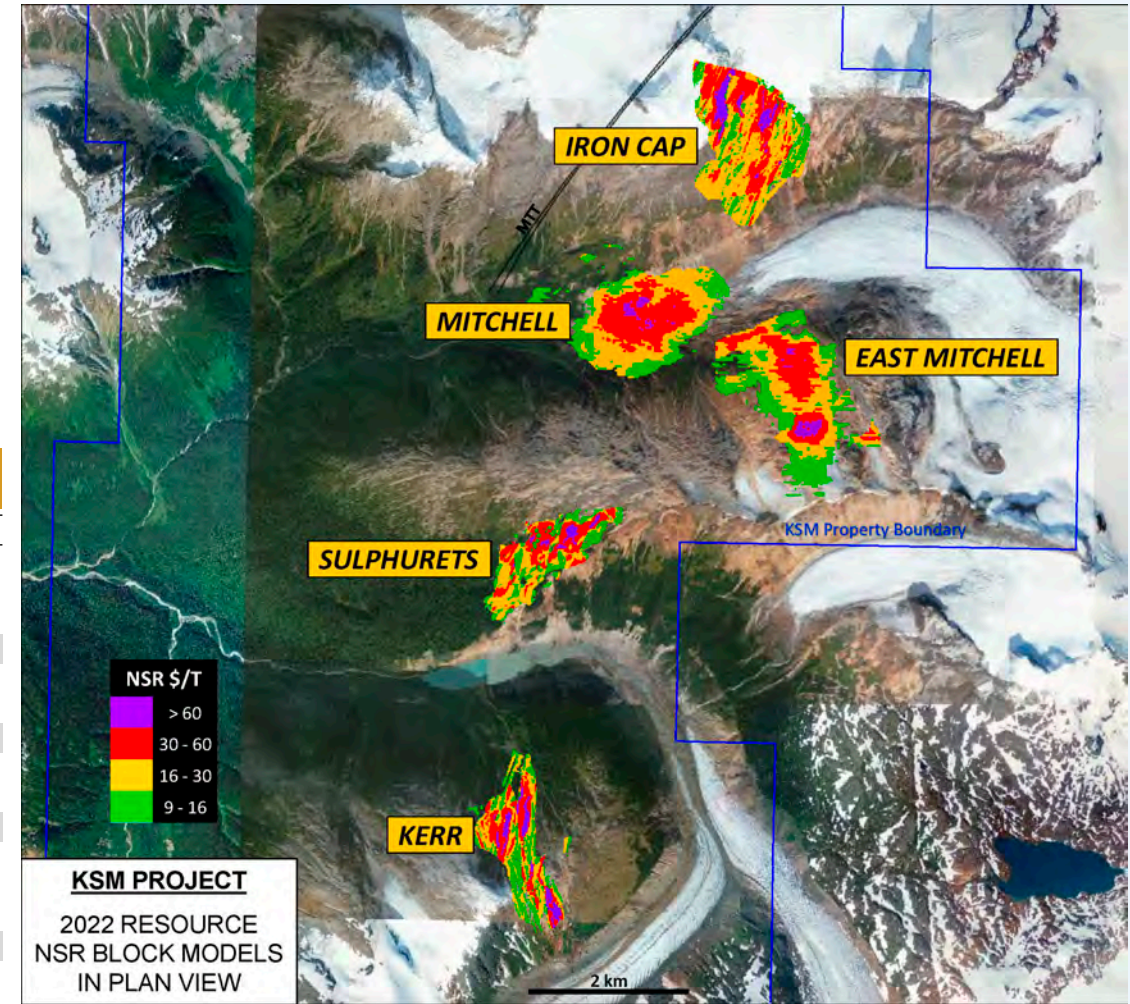 IRON CAP
MTT
MITCHELL
EAST MITCHELL
KSM Property Boundary
SULPHURETS
NSR $/T
> 60
30 - 60
16 - 30
9 - 16
KERR
KSM PROJECT
2022 RESOURCE
NSR BLOCK MODELS
IN PLAN VIEW
2 km